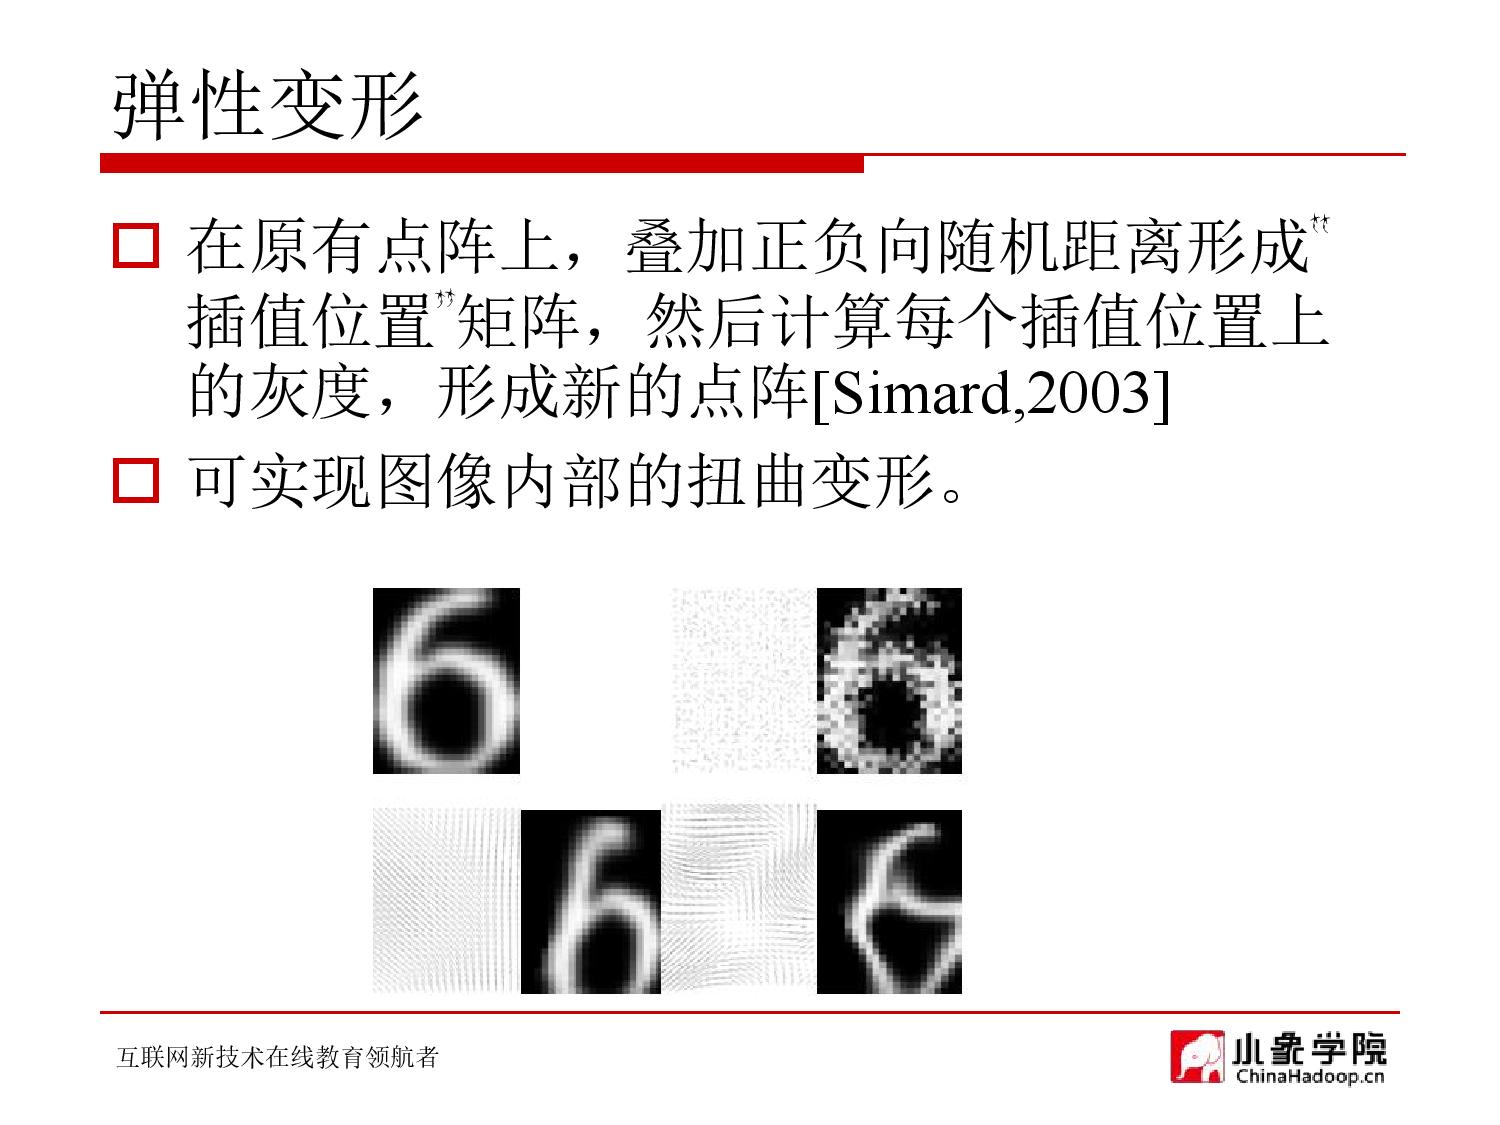 弹性变形
在原有点阵上，叠加正负向随机距离形成“
插值位置”矩阵，然后计算每个插值位置上
的灰度，形成新的点阵[Simard,2003]
可实现图像内部的扭曲变形。
互联网新技术在线教育领航者
小象学院
ChinaHadoop.cn